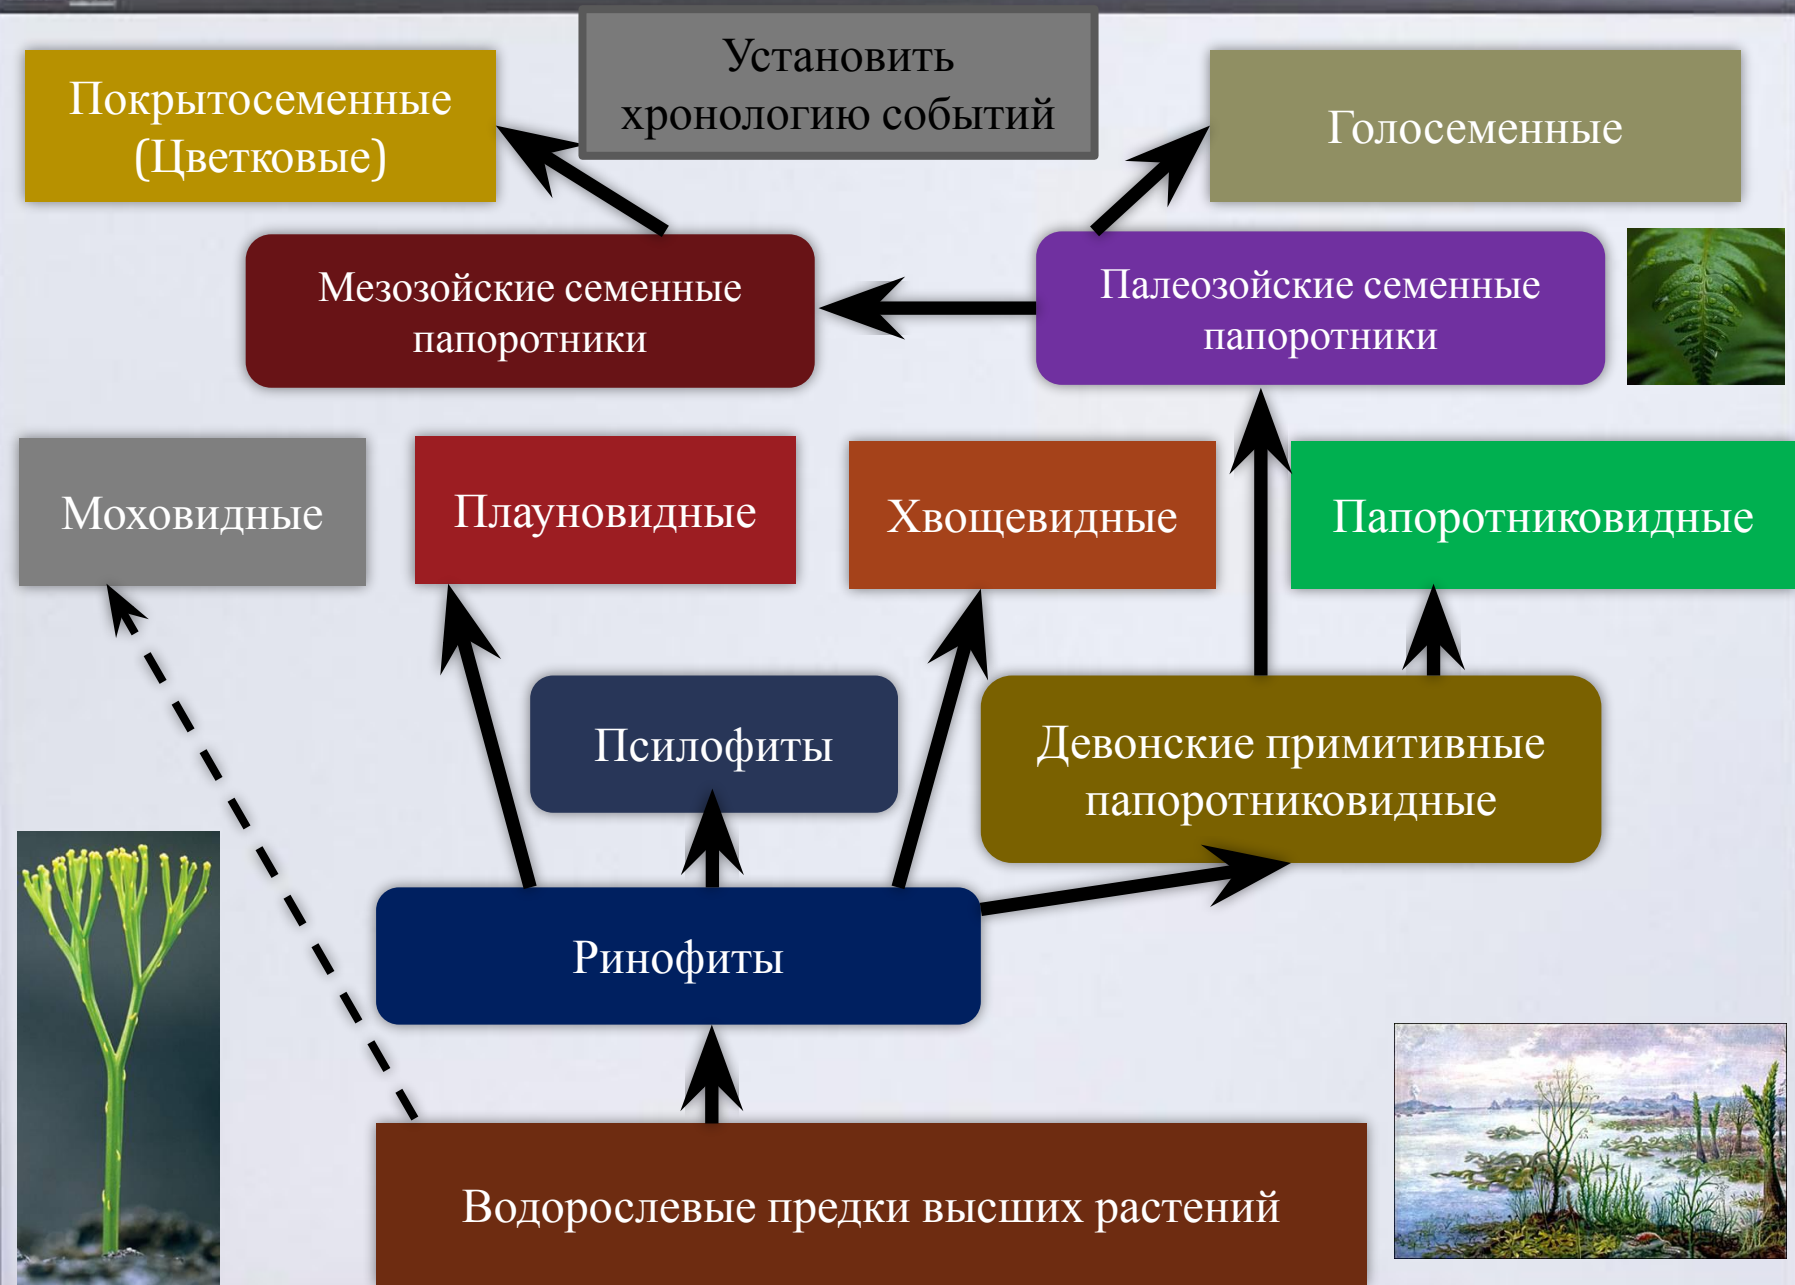 Установить
хронологию событий
Покрытосеменные
(Цветковые)
Голосеменные
Мезозойские семенные
папоротники
Палеозойские семенные
папоротники
Моховидные
Плауновидные
Хвощевидные
Папоротниковидные
Псилофиты
Девонские примитивные
папоротниковидные
Ринофиты
Водорослевые предки высших растений